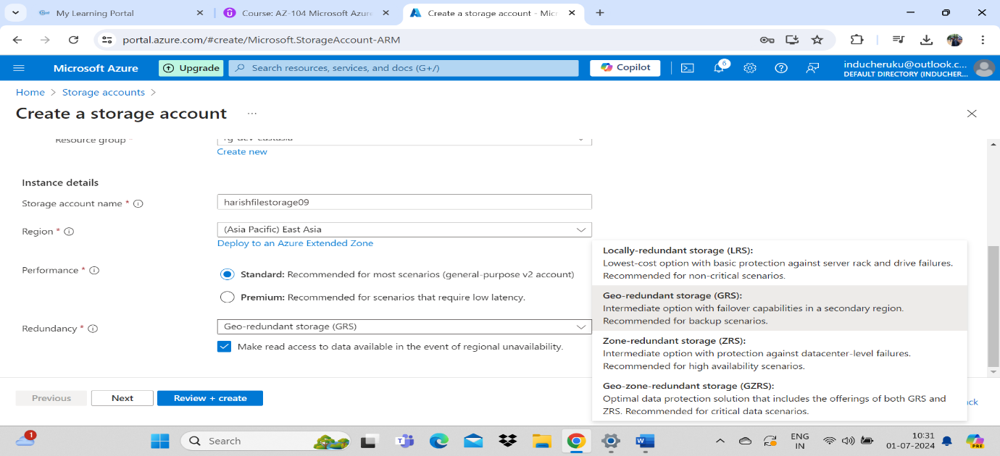 My Learning Portal
Course: AZ-104 Microsoft Azure
Create a storage account - Micr
portal.azure.com/#create/Microsoft.StorageAccount-ARM
Microsoft Azure
Upgrade
Search resources, services, and docs (G+/)
Copilot
6
inducheruku@outlook.c...
DEFAULT DIRECTORY (INDUCHER...
Home > Storage accounts >
Create a storage account ...
Resource group *
rg-dev-eastasia
Create new
Instance details
Storage account name *
harishfilestorage09
Region *
(Asia Pacific) East Asia
Deploy to an Azure Extended Zone
Performance *
Standard: Recommended for most scenarios (general-purpose v2 account)
Premium: Recommended for scenarios that require low latency.
Redundancy *
Geo-redundant storage (GRS)
Make read access to data available in the event of regional unavailability.
Locally-redundant storage (LRS):
Lowest-cost option with basic protection against server rack and drive failures.
Recommended for non-critical scenarios.
Geo-redundant storage (GRS):
Intermediate option with failover capabilities in a secondary region.
Recommended for backup scenarios.
Zone-redundant storage (ZRS):
Intermediate option with protection against datacenter-level failures.
Recommended for high availability scenarios.
Geo-zone-redundant storage (GZRS):
Optimal data protection solution that includes the offerings of both GRS and
ZRS. Recommended for critical data scenarios.
Previous
Next
Review + create
1
Search
ENG
IN
10:31
01-07-2024
PRE